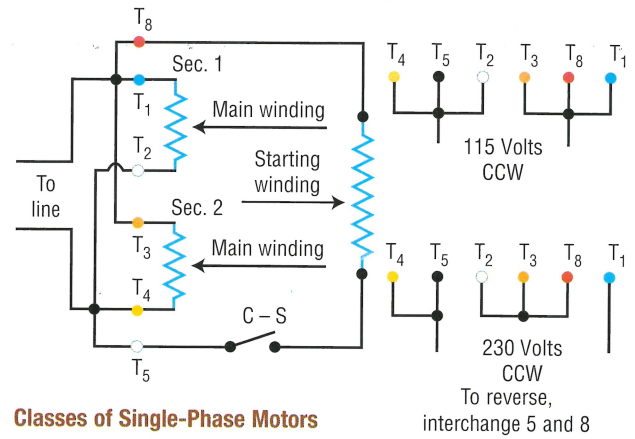 T8
Sec. 1
T1
Main winding
T2
To
line
Starting
winding
Sec. 2
T3
Main winding
T4
C – S
T5
Classes of Single-Phase Motors
T4 T5 T2 T3 T8 T1
115 Volts
CCW
T4 T5 T2 T3 T8 T1
230 Volts
CCW
To reverse,
interchange 5 and 8